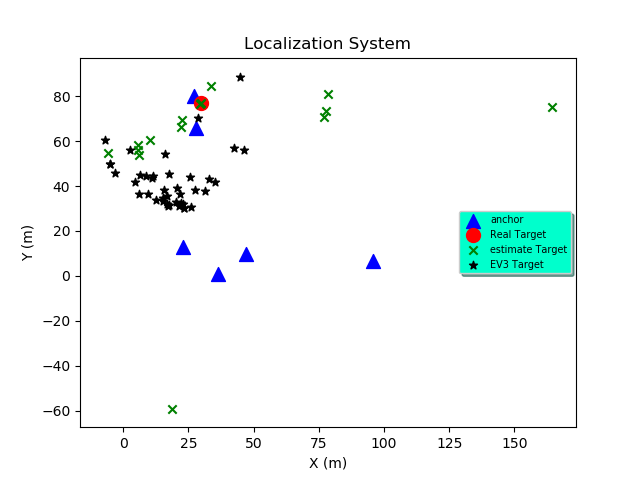 Localization System
80
60
40
20
0
−20
−40
−60
Y (m)
anchor
Real Target
estimate Target
EV3 Target
0
25
50
75
100
125
150
X (m)